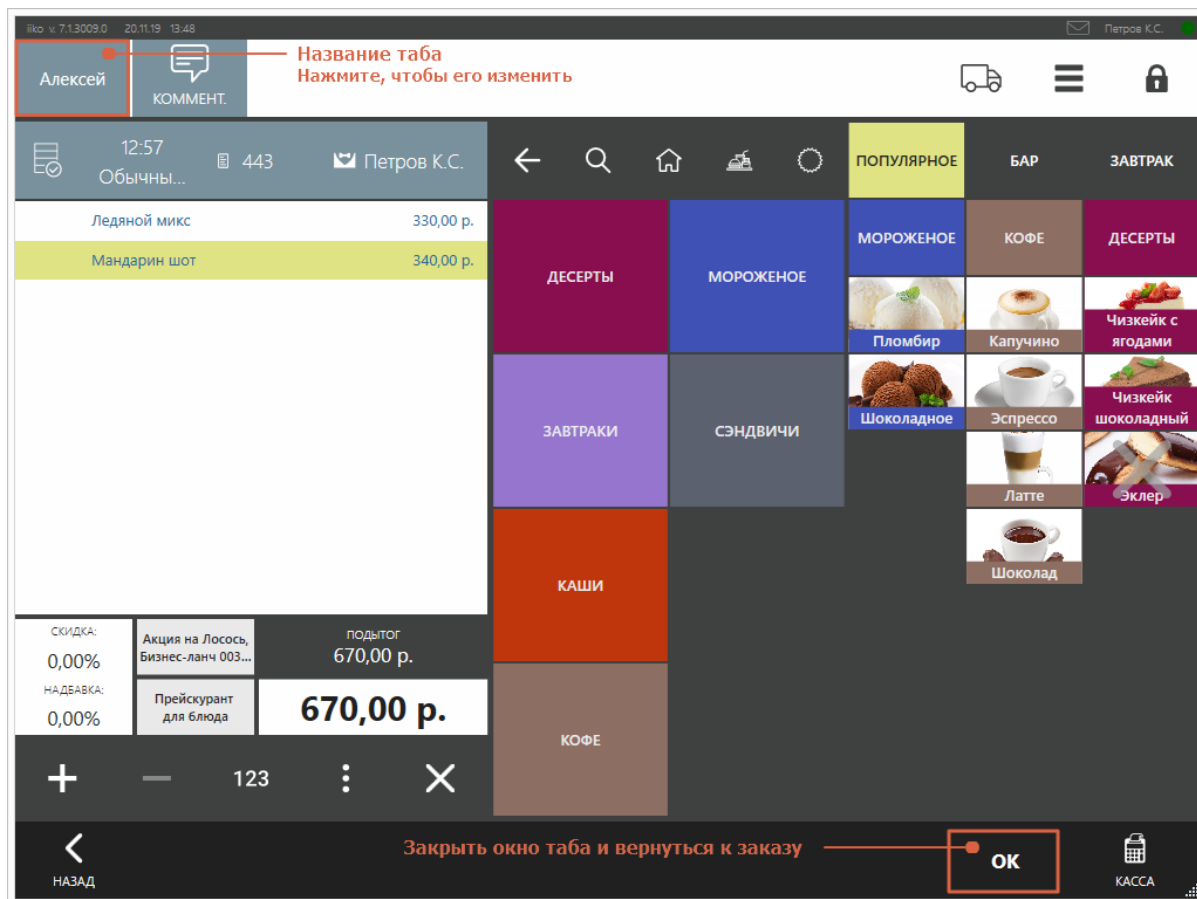 iiko v. 7.1.3009.0 20.11.19 13:48
Петров К.С.
Алексей
КОММЕНТ.
Название таба
Нажмите, чтобы его изменить
12:57
Обычны...
443
Петров К.С.
Ледяной микс 330,00 р.
Мандарин шот 340,00 р.
ПОПУЛЯРНОЕ БАР ЗАВТРАК
ДЕСЕРТЫ МОРОЖЕНОЕ
ЗАВТРАКИ СЭНДВИЧИ
КАШИ
КОФЕ
МОРОЖЕНОЕ КОФЕ ДЕСЕРТЫ
Пломбир Капучино Чизкейк с
ягодами
Шоколадное Эспрессо Чизкейк
шоколадный
Латте Эклер
Шоколад
СКИДКА:
0,00%
НАДБАВКА:
0,00%
Акция на Лосось,
Бизнес-ланч 003...
Прейскурант
для блюда
ПОДЫТОГ
670,00 р.
670,00 р.
123
НАЗАД
Закрыть окно таба и вернуться к заказу
ОК
КАССА